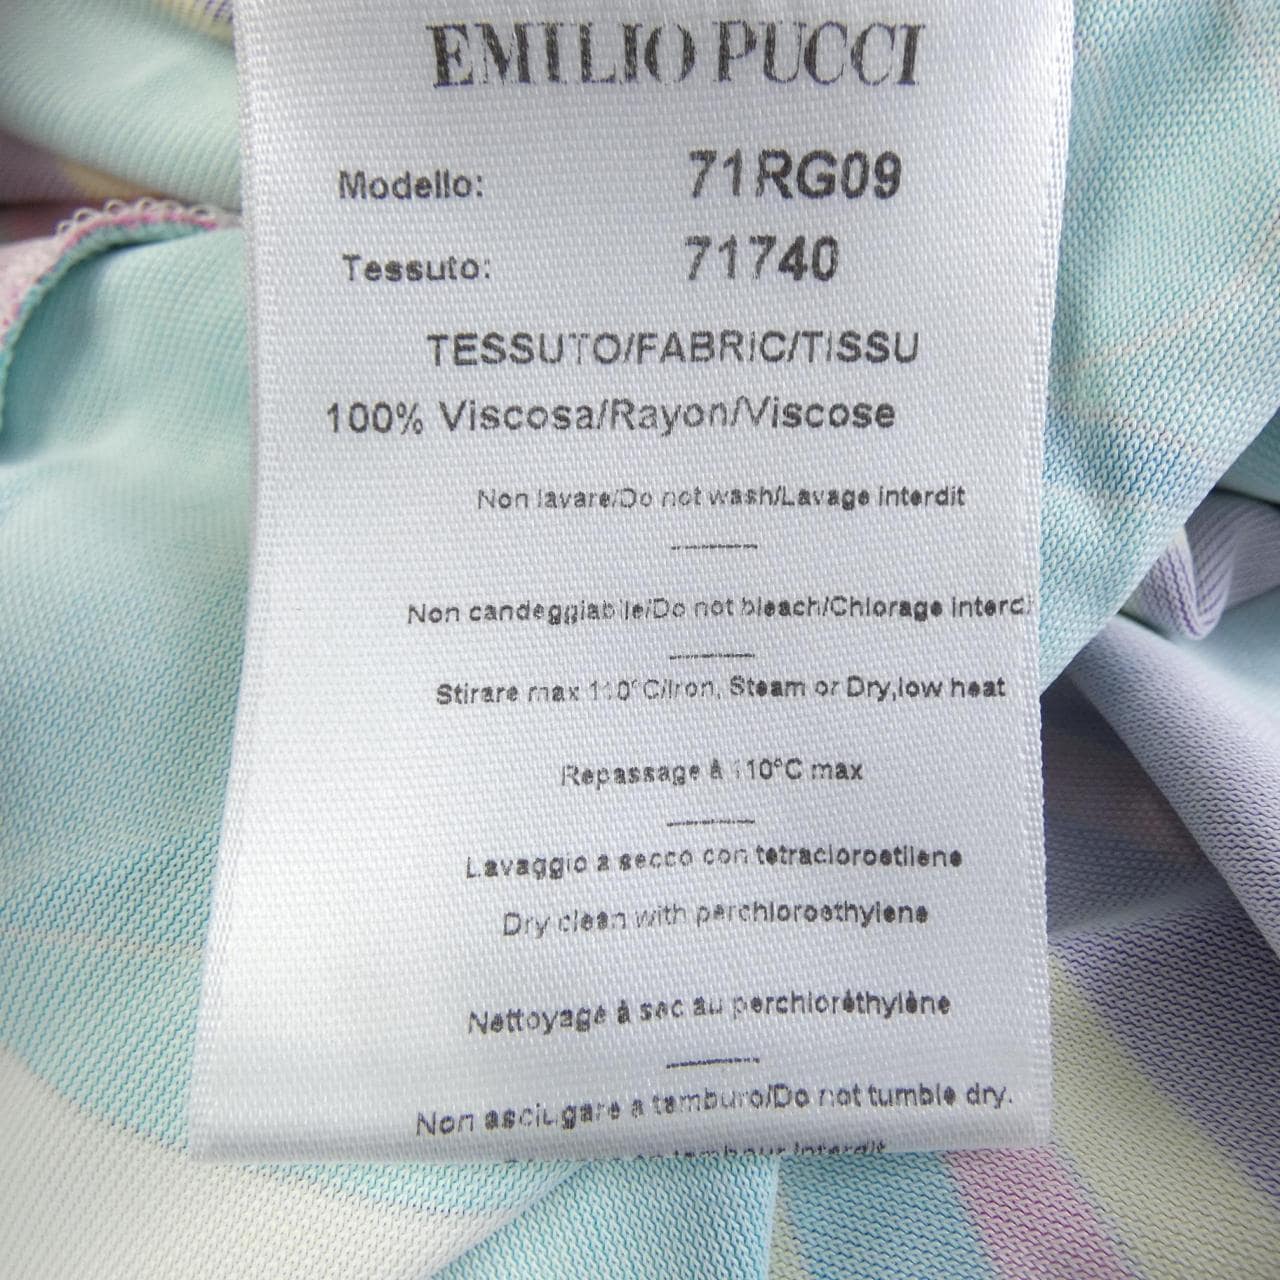 EMILIO PUCCI
Modello: 71RG09
Tessuto: 71740
TESSUTO/FABRIC/TISSU
100% Viscosa/Rayon/Viscose
Non lavare/Do not wash/Lavage interdit
Non candeggiabile/Do not bleach/Chlorage interdi
Stirare max 110°C/Iron, Steam or Dry,low heat
Repassage à 110°C max
Lavaggio a secco con tetracloroetilene
Dry clean with perchloroethylene
Nettoyage à sec au perchloréthylène
Non asciugare a tamburo/Do not tumble dry.
tambour interdit